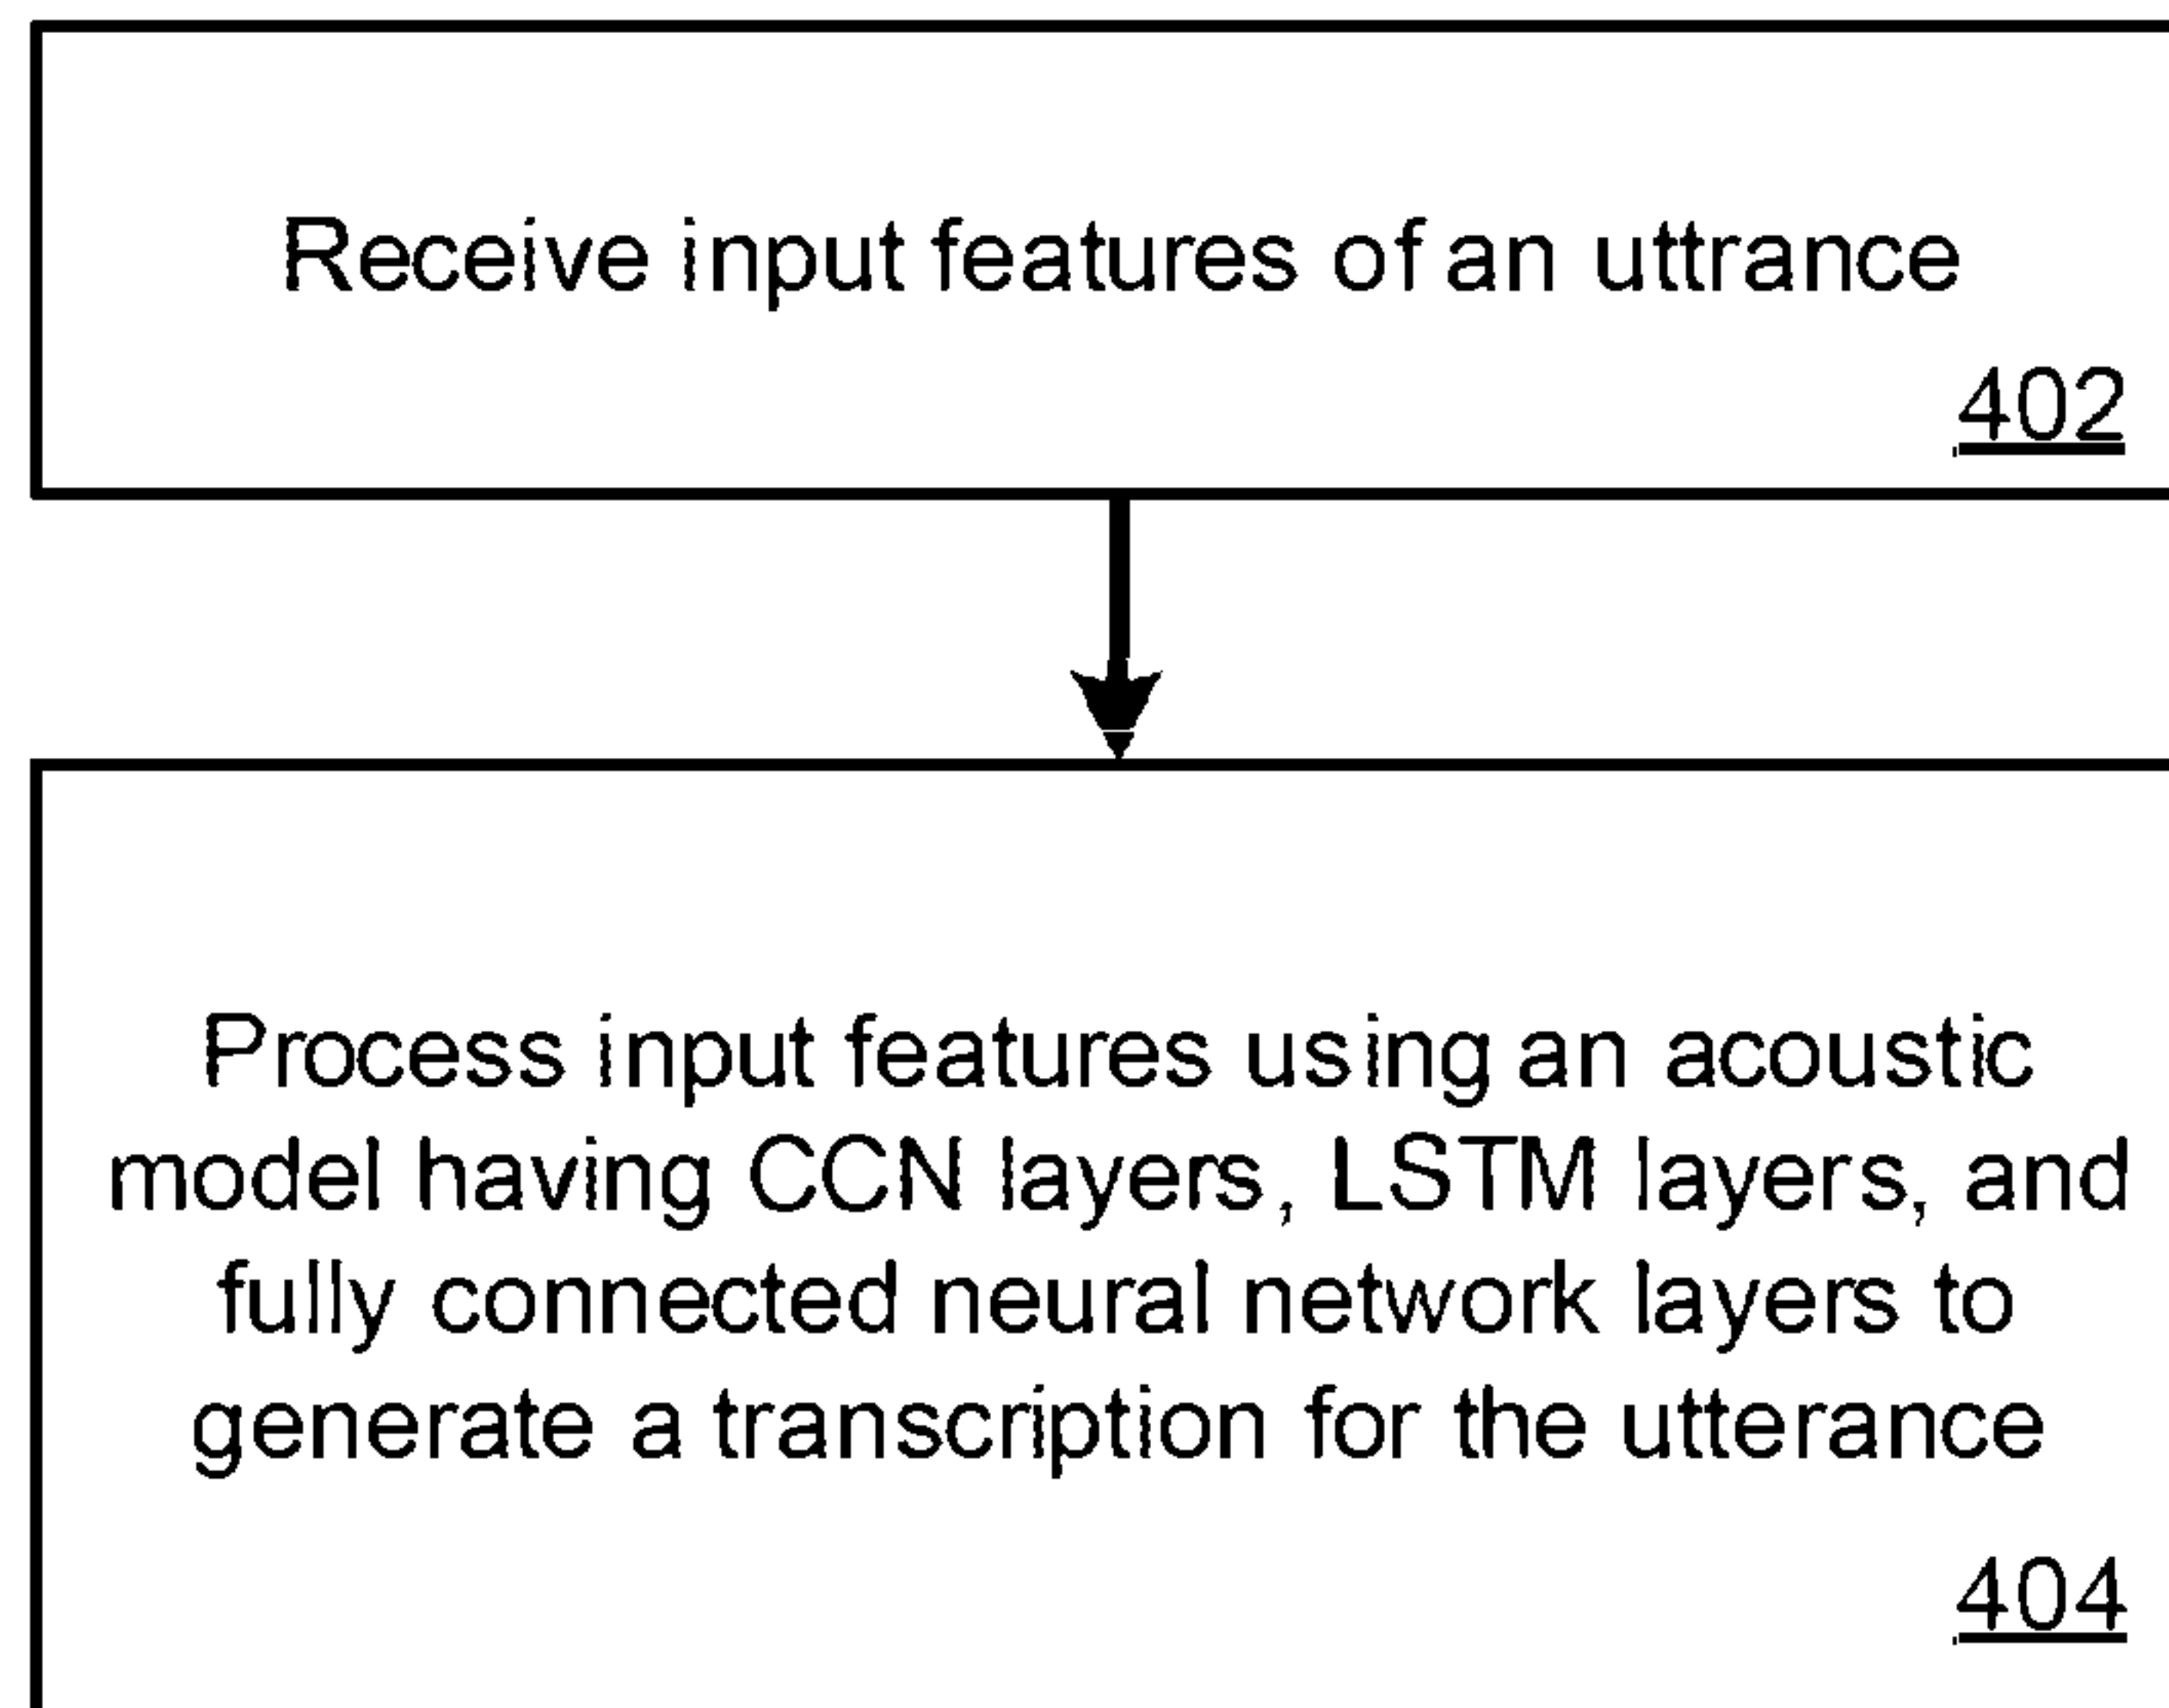 Receive input features of an uttrance
402
Process input features using an acoustic
model having CCN layers, LSTM layers, and
fully connected neural network layers to
generate a transcription for the utterance
404